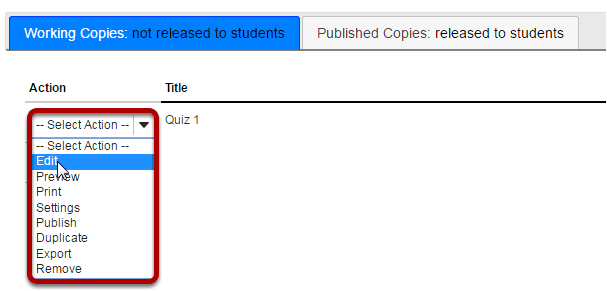 Working Copies: not released to students Published Copies: released to students
Action Title
-- Select Action -- Quiz 1
-- Select Action --
Edit
Preview
Print
Settings
Publish
Duplicate
Export
Remove